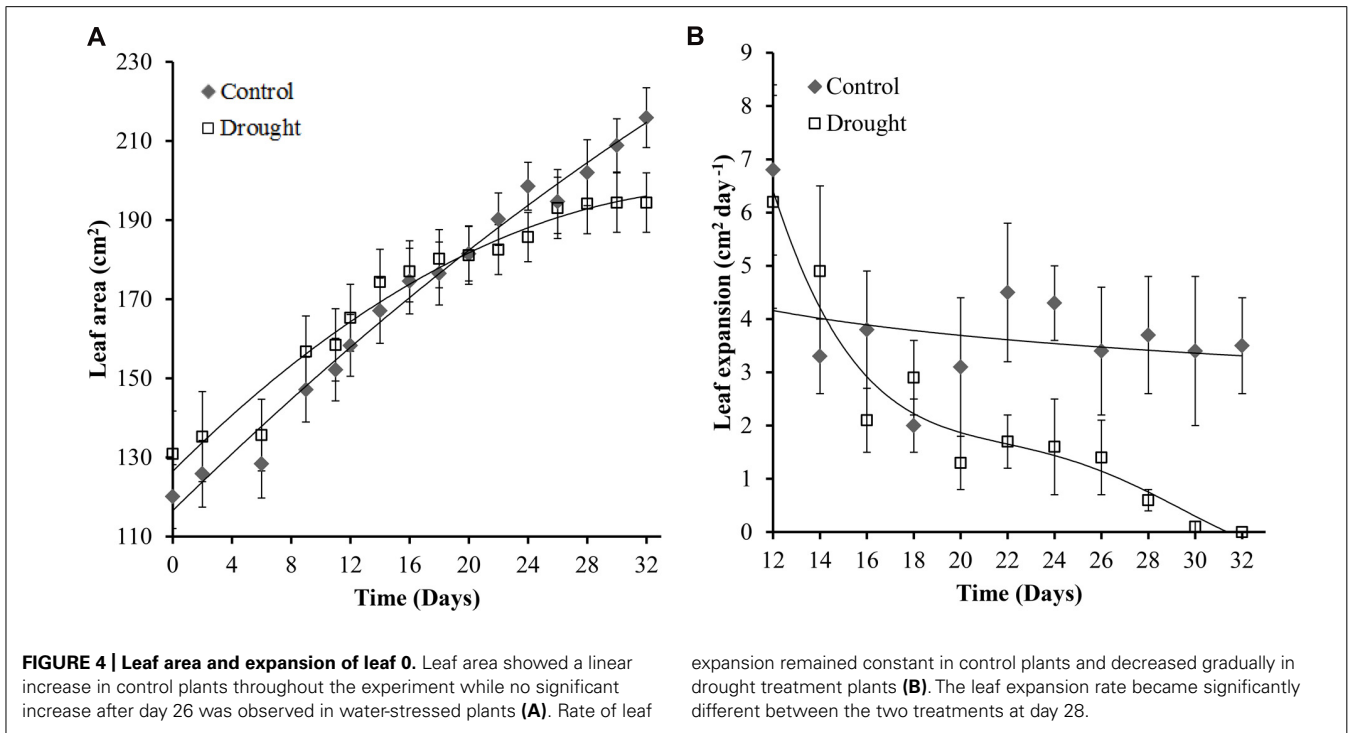 A
230
210
190
170
150
130
110
Leaf area (cm²)
Control
Drought
0 4 8 12 16 20 24 28 32
Time (Days)
B
9
8
7
6
5
4
3
2
1
0
Leaf expansion (cm² day⁻¹)
Control
Drought
12 14 16 18 20 22 24 26 28 30 32
Time (Days)
FIGURE 4 | Leaf area and expansion of leaf 0. Leaf area showed a linear
increase in control plants throughout the experiment while no significant
increase after day 26 was observed in water-stressed plants (A). Rate of leaf
expansion remained constant in control plants and decreased gradually in
drought treatment plants (B). The leaf expansion rate became significantly
different between the two treatments at day 28.